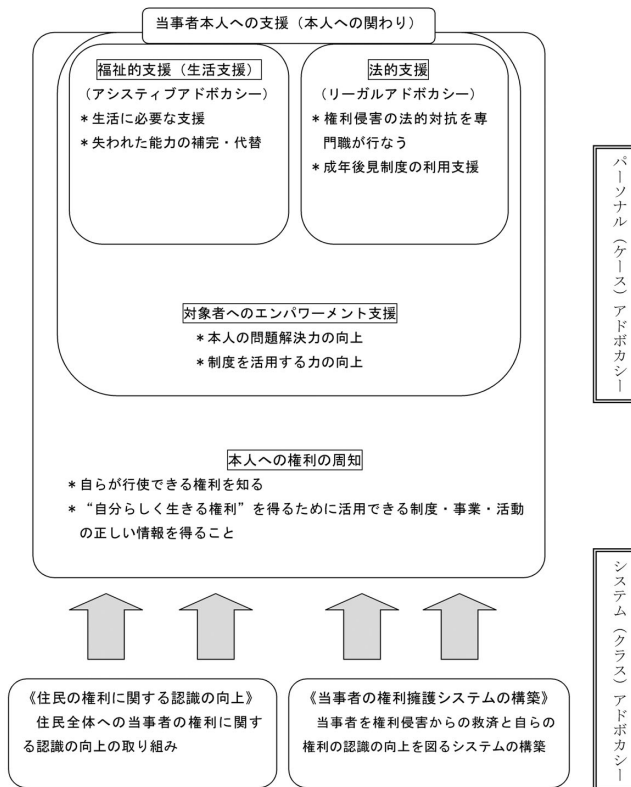 当事者本人への支援（本人への関わり）
福祉的支援（生活支援）
（アシスティブアドボカシー）
＊生活に必要な支援
＊失われた能力の補完・代替
法的支援
（リーガルアドボカシー）
＊権利侵害の法的対抗を専
門職が行なう
＊成年後見制度の利用支援
対象者へのエンパワーメント支援
＊本人の問題解決力の向上
＊制度を活用する力の向上
本人への権利の周知
＊自らが行使できる権利を知る
＊“自分らしく生きる権利”を得るために活用できる制度・事業・活動
の正しい情報を得ること
パーソナル（ケース）アドボカシー
《住民の権利に関する認識の向上》
住民全体への当事者の権利に関す
る認識の向上の取り組み
《当事者の権利擁護システムの構築》
当事者を権利侵害からの救済と自らの
権利の認識の向上を図るシステムの構築
システム（クラス）アドボカシー